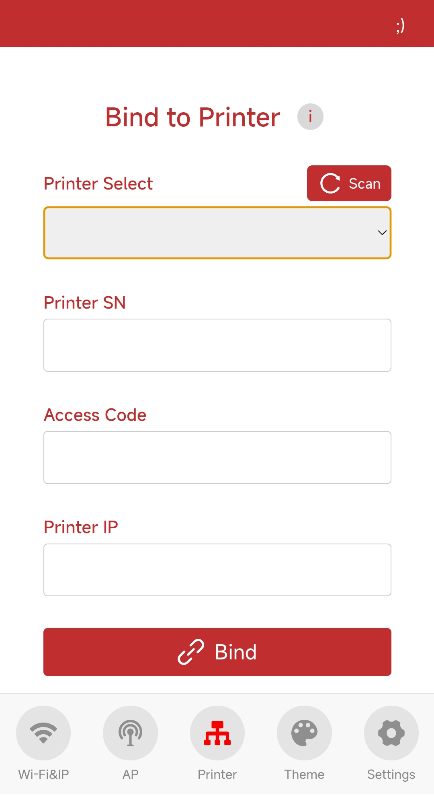 ;)
Bind to Printer i
Printer Select
Scan
Printer SN
Access Code
Printer IP
Bind
Wi-Fi&IP AP Printer Theme Settings